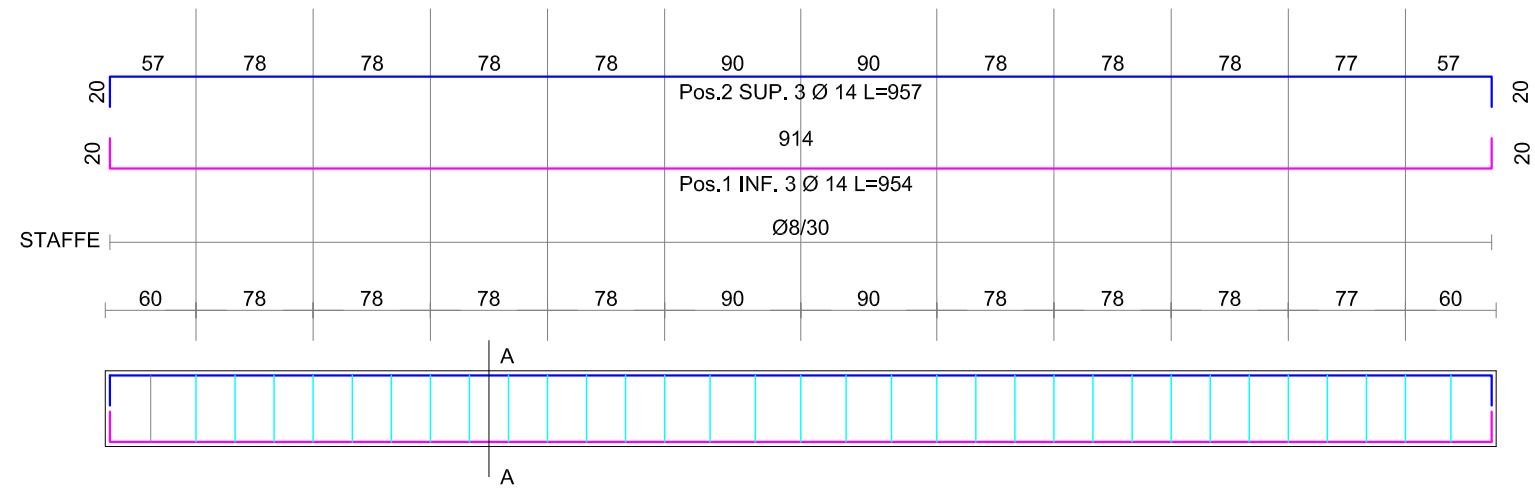 57 78 78 78 78 90 90 78 78 78 77 57
20 20
Pos.2 SUP. 3 Ø 14 L=957
914
20 20
Pos.1 INF. 3 Ø 14 L=954
Ø8/30
STAFFE
60 78 78 78 78 90 90 78 78 78 77 60
A
A